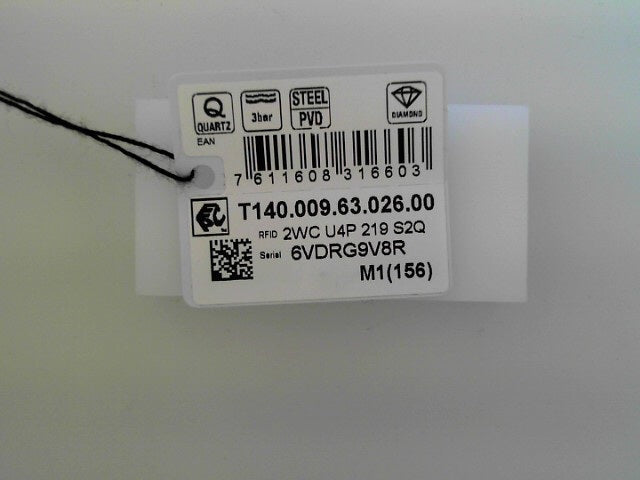 Q QUARTZ
3bar
STEEL PVD
DIAMOND
EAN
7 611608 316603
T140.009.63.026.00
RFID 2WC U4P 219 S2Q
Serial 6VDRG9V8R
M1(156)